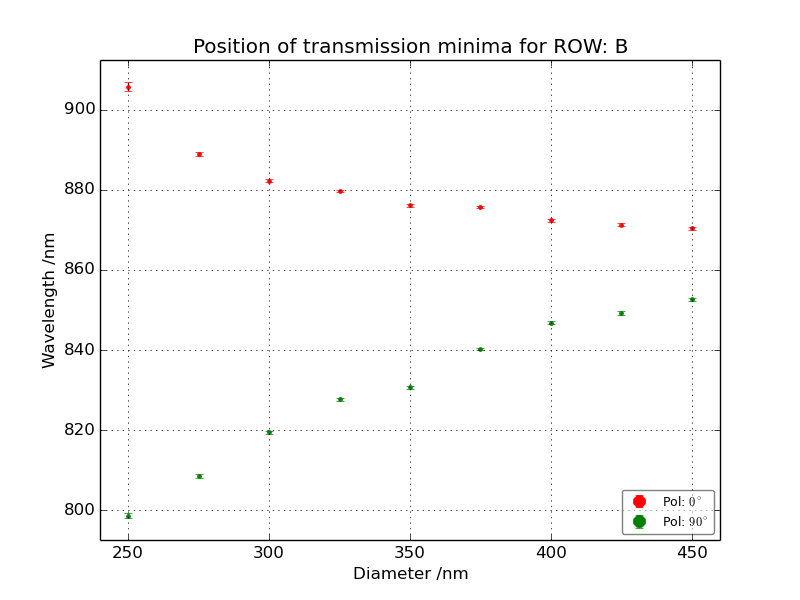 Position of transmission minima for ROW: B
Wavelength /nm
900
880
860
840
820
800
250
300
350
400
450
Diameter /nm
Pol: 0°
Pol: 90°